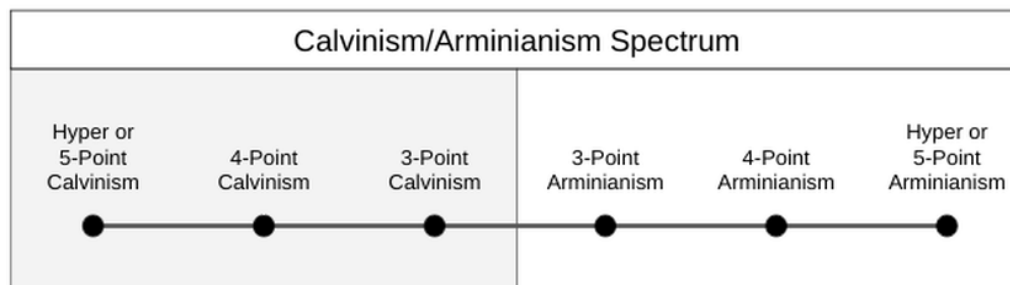 Calvinism/Arminianism Spectrum
Hyper or
5-Point
Calvinism
4-Point
Calvinism
3-Point
Calvinism
3-Point
Arminianism
4-Point
Arminianism
Hyper or
5-Point
Arminianism